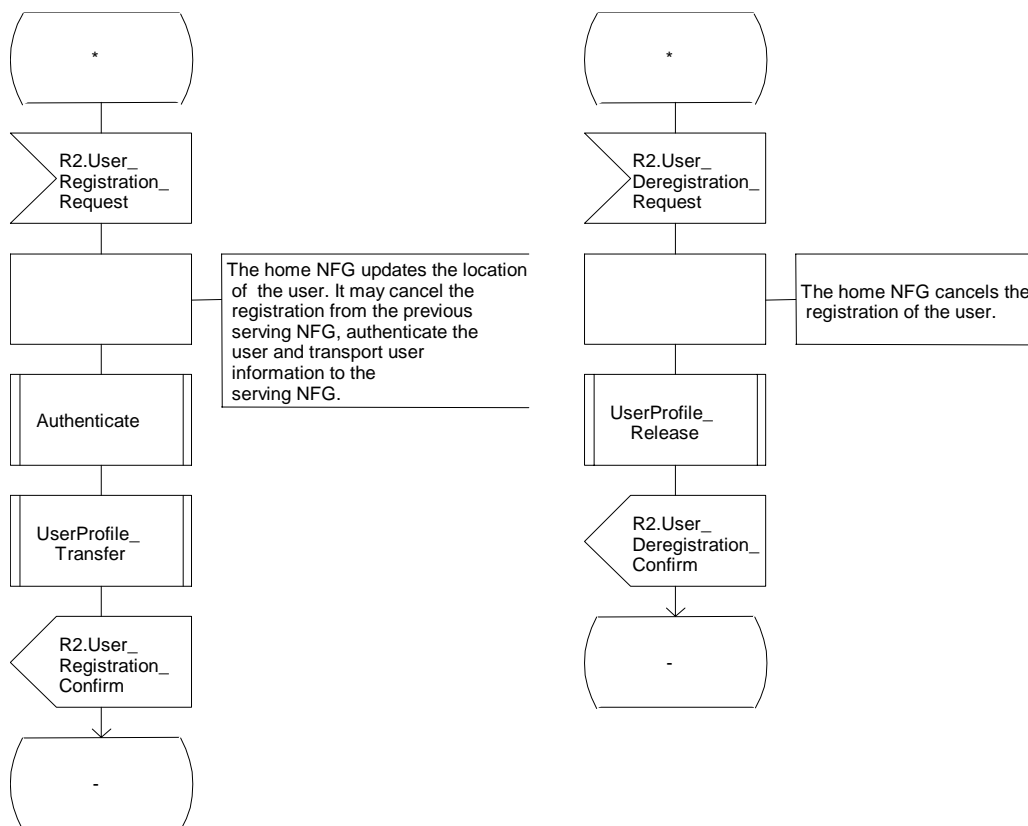 *
R2.User_
Registration_
Request
The home NFG updates the location
of the user. It may cancel the
registration from the previous
serving NFG, authenticate the
user and transport user
information to the
serving NFG.
Authenticate
UserProfile_
Transfer
R2.User_
Registration_
Confirm
-
*
R2.User_
Deregistration_
Request
The home NFG cancels the
registration of the user.
UserProfile_
Release
R2.User_
Deregistration_
Confirm
-